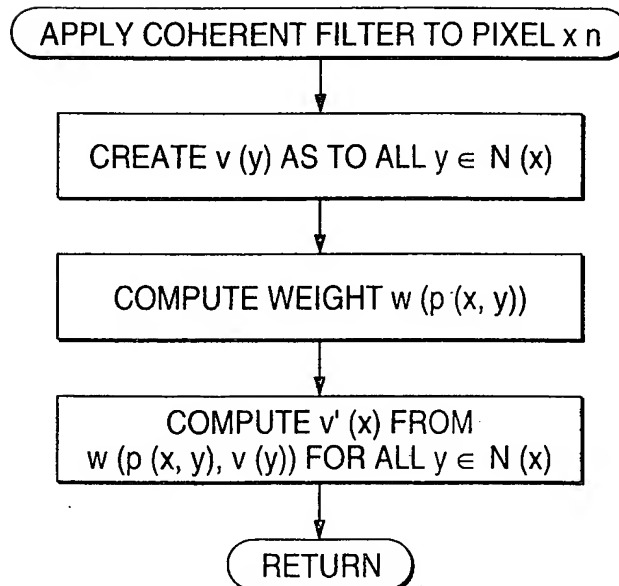 APPLY COHERENT FILTER TO PIXEL x n
CREATE v (y) AS TO ALL y ∈ N (x)
COMPUTE WEIGHT w (p (x, y))
COMPUTE v' (x) FROM
w (p (x, y), v (y)) FOR ALL y ∈ N (x)
RETURN